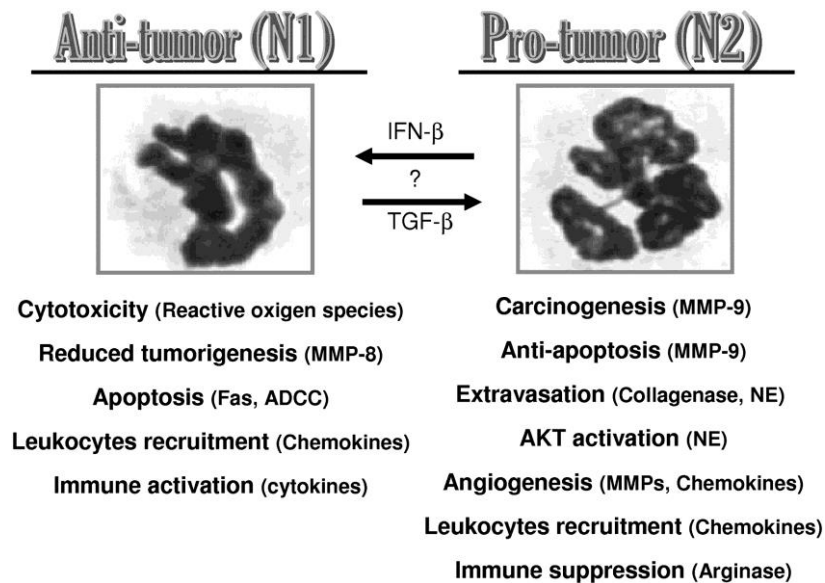 Anti-tumor (N1)
Pro-tumor (N2)
IFN-β
?
TGF-β
Cytotoxicity (Reactive oxigen species)
Reduced tumorigenesis (MMP-8)
Apoptosis (Fas, ADCC)
Leukocytes recruitment (Chemokines)
Immune activation (cytokines)
Carcinogenesis (MMP-9)
Anti-apoptosis (MMP-9)
Extravasation (Collagenase, NE)
AKT activation (NE)
Angiogenesis (MMPs, Chemokines)
Leukocytes recruitment (Chemokines)
Immune suppression (Arginase)